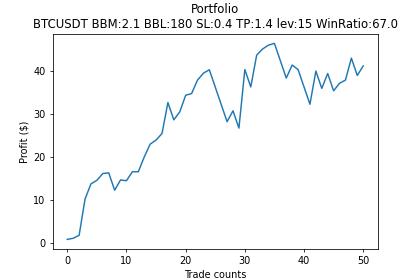 Portfolio
BTCUSDT BBM:2.1 BBL:180 SL:0.4 TP:1.4 lev:15 WinRatio:67.0
40
30
20
10
0
Profit ($)
0 10 20 30 40 50
Trade counts